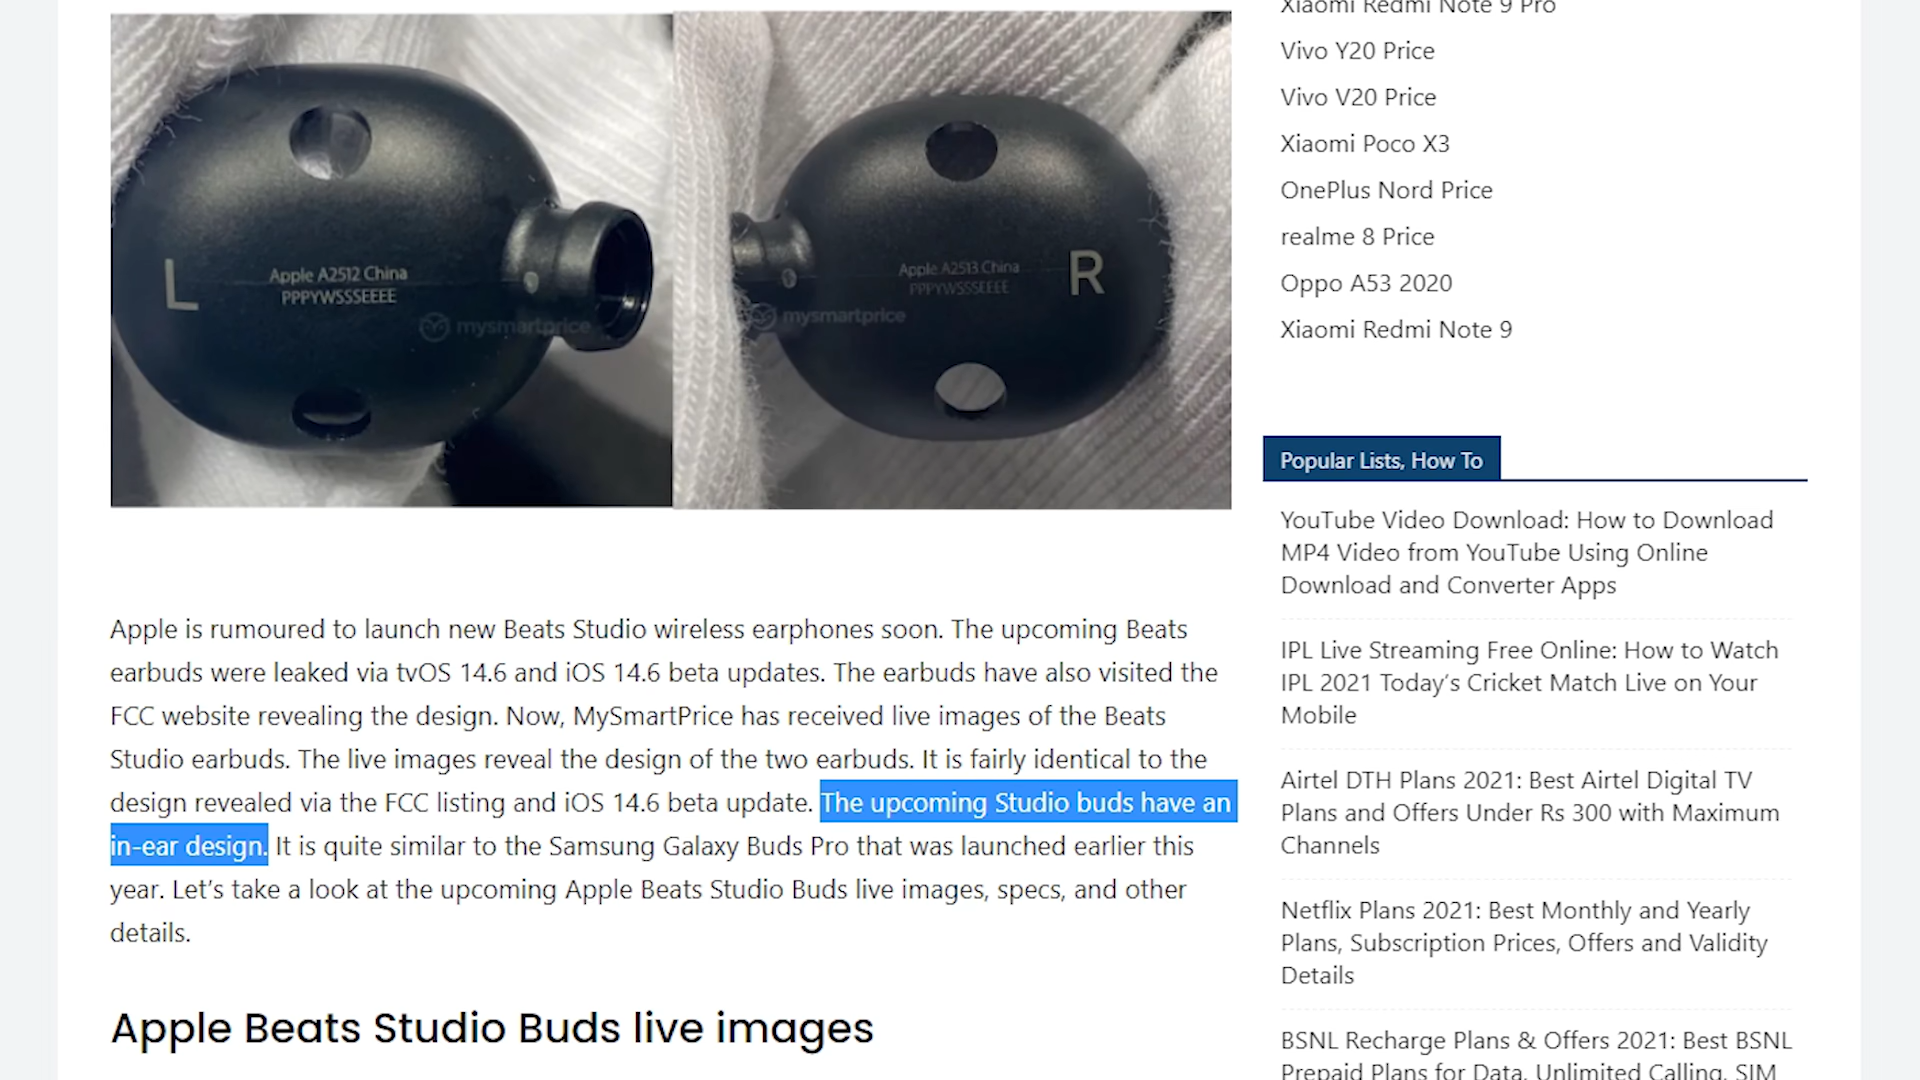 L
Apple A2512 China
PPPYWSSSEEEE
mysmartprice
Apple A2513 China
PPPYWSSSEEEE
R
mysmartprice
Apple is rumoured to launch new Beats Studio wireless earphones soon. The upcoming Beats
earbuds were leaked via tvOS 14.6 and iOS 14.6 beta updates. The earbuds have also visited the
FCC website revealing the design. Now, MySmartPrice has received live images of the Beats
Studio earbuds. The live images reveal the design of the two earbuds. It is fairly identical to the
design revealed via the FCC listing and iOS 14.6 beta update. The upcoming Studio buds have an
in-ear design. It is quite similar to the Samsung Galaxy Buds Pro that was launched earlier this
year. Let’s take a look at the upcoming Apple Beats Studio Buds live images, specs, and other
details.
Apple Beats Studio Buds live images
Xiaomi Redmi Note 9 Pro
Vivo Y20 Price
Vivo V20 Price
Xiaomi Poco X3
OnePlus Nord Price
realme 8 Price
Oppo A53 2020
Xiaomi Redmi Note 9
Popular Lists, How To
YouTube Video Download: How to Download
MP4 Video from YouTube Using Online
Download and Converter Apps
IPL Live Streaming Free Online: How to Watch
IPL 2021 Today’s Cricket Match Live on Your
Mobile
Airtel DTH Plans 2021: Best Airtel Digital TV
Plans and Offers Under Rs 300 with Maximum
Channels
Netflix Plans 2021: Best Monthly and Yearly
Plans, Subscription Prices, Offers and Validity
Details
BSNL Recharge Plans & Offers 2021: Best BSNL
Prepaid Plans for Data, Unlimited Calling, SIM